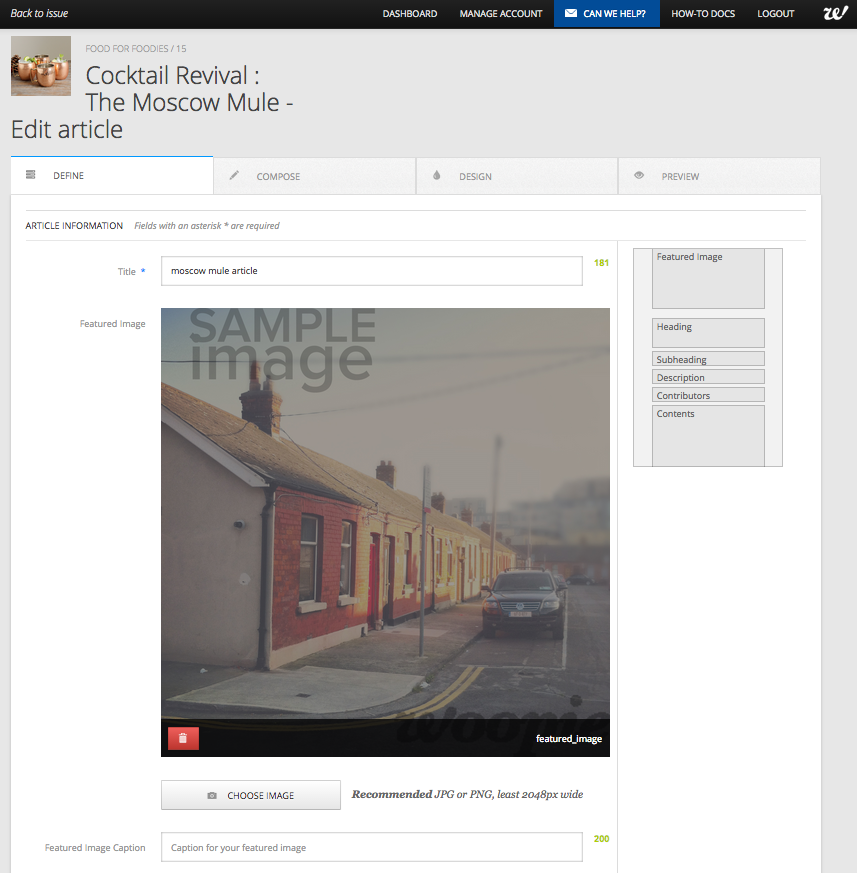 Back to issue
DASHBOARD
MANAGE ACCOUNT
CAN WE HELP?
HOW-TO DOCS
LOGOUT
w
FOOD FOR FOODIES / 15
Cocktail Revival :
The Moscow Mule -
Edit article
DEFINE
COMPOSE
DESIGN
PREVIEW
ARTICLE INFORMATION Fields with an asterisk * are required
Title *
moscow mule article
181
Featured Image
SAMPLE
image
featured_image
CHOOSE IMAGE
Recommended JPG or PNG, least 2048px wide
Featured Image Caption
Caption for your featured image
200
Featured Image
Heading
Subheading
Description
Contributors
Contents